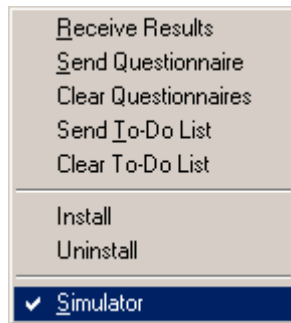 Receive Results
Send Questionnaire
Clear Questionnaires
Send To-Do List
Clear To-Do List
Install
Uninstall
Simulator